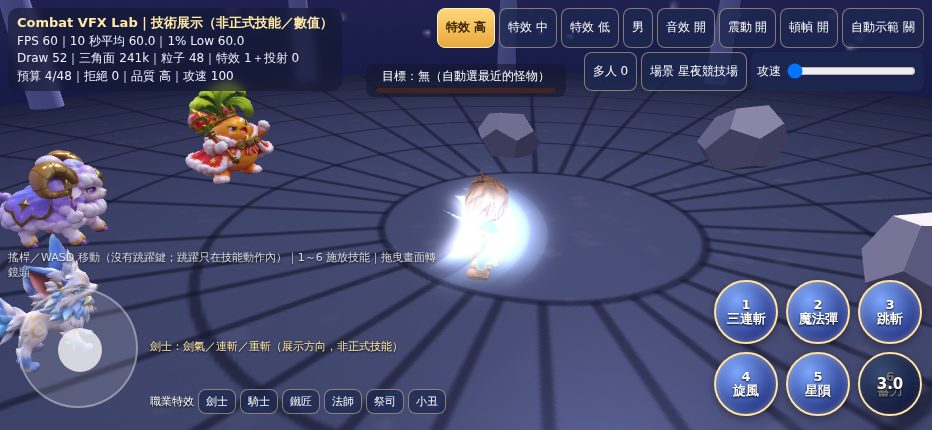 Combat VFX Lab｜技術展示（非正式技能／數值）
FPS 60｜10 秒平均 60.0｜1% Low 60.0
Draw 52｜三角面 241k｜粒子 48｜特效 1＋投射 0
預算 4/48｜拒絕 0｜品質 高｜攻速 100
特效 高
特效 中
特效 低
男
音效 開
震動 開
頓幀 開
自動示範 關
目標：無（自動選最近的怪物）
多人 0
場景 星夜競技場
攻速
搖桿／WASD 移動（沒有跳躍鍵；跳躍只在技能動作內）｜1～6 施放技能｜拖曳畫面轉
鏡頭
1
三連斬
2
魔法彈
3
跳斬
劍士：劍氣／連斬／重斬（展示方向，非正式技能）
4
旋風
5
星隕
3.0
職業特效
劍士
騎士
鐵匠
法師
祭司
小丑